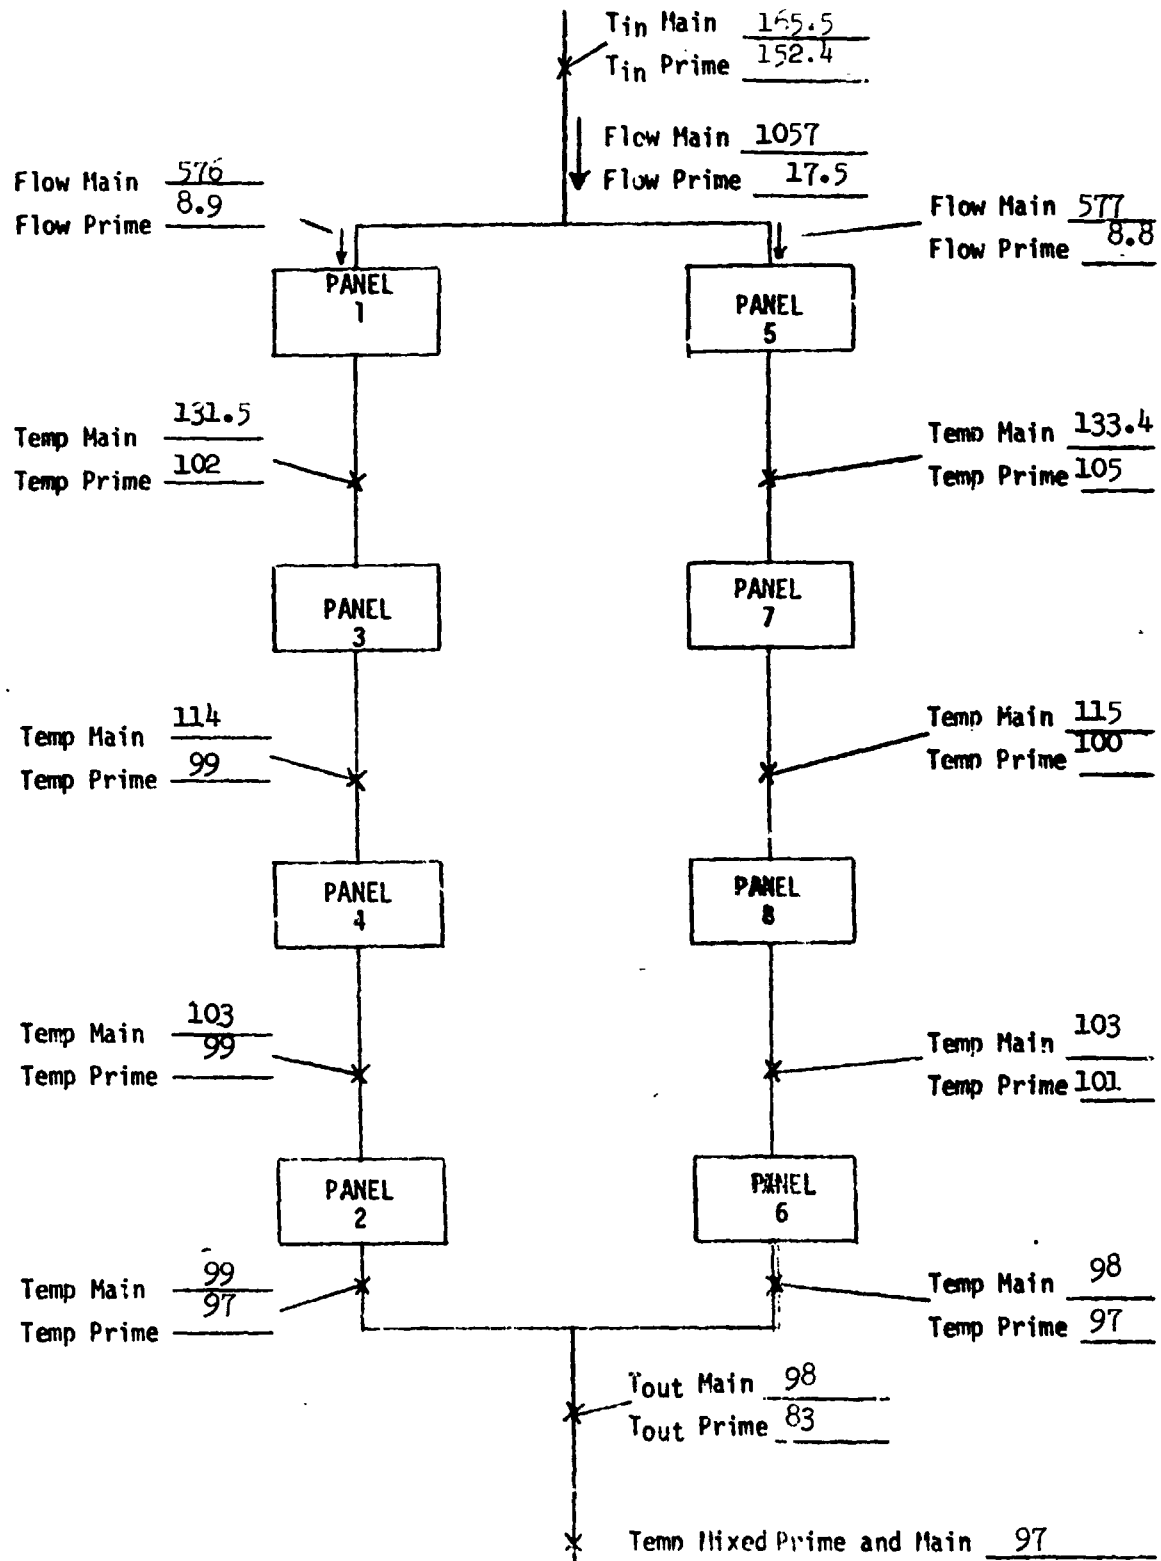 Tin Main 165.5
Tin Prime 152.4
Flow Main 1057
Flow Prime 17.5
Flow Main 576
Flow Prime 8.9
Flow Main 577
Flow Prime 8.8
PANEL
1
PANEL
5
Temp Main 131.5
Temp Prime 102
Temp Main 133.4
Temp Prime 105
PANEL
3
PANEL
7
Temp Main 114
Temp Prime 99
Temp Main 115
Temp Prime 100
PANEL
4
PANEL
8
Temp Main 103
Temp Prime 99
Temp Main 103
Temp Prime 101
PANEL
2
PANEL
6
Temp Main 99
Temp Prime 97
Temp Main 98
Temp Prime 97
Tout Main 98
Tout Prime 83
Temp Mixed Prime and Main 97